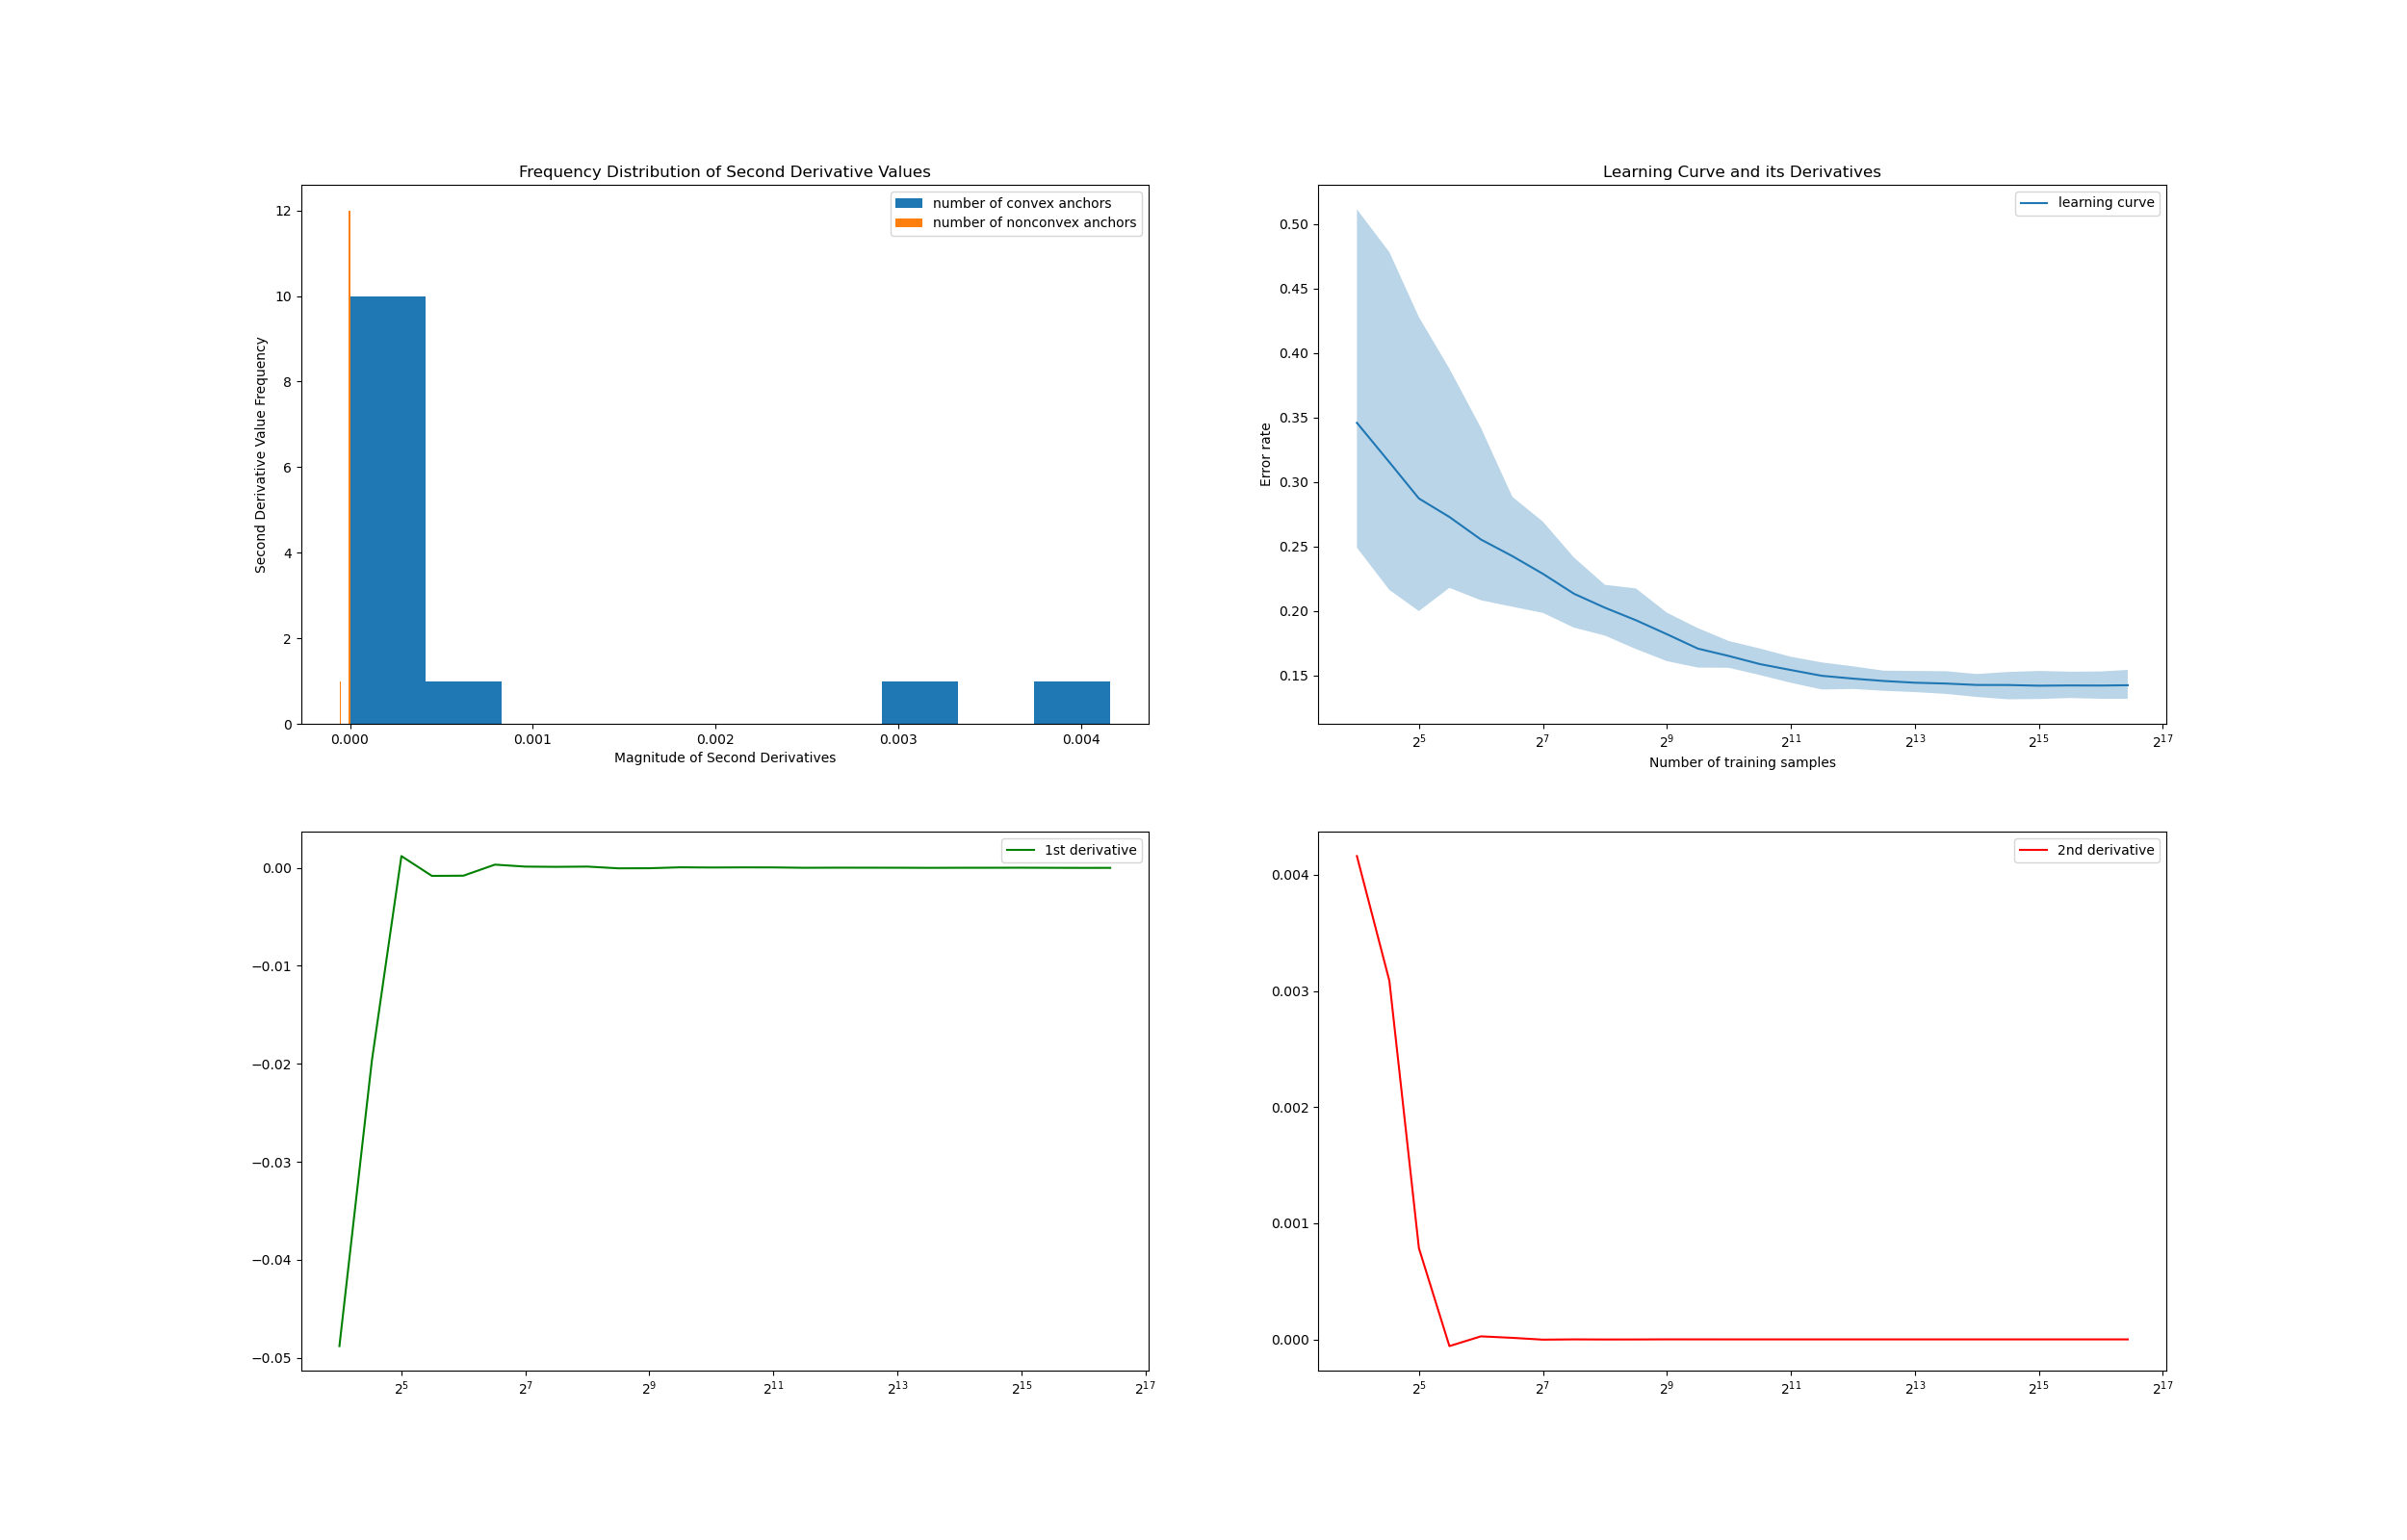 Frequency Distribution of Second Derivative Values
number of convex anchors
number of nonconvex anchors
12
10
8
6
4
2
0
Second Derivative Value Frequency
0.000 0.001 0.002 0.003 0.004
Magnitude of Second Derivatives
Learning Curve and its Derivatives
learning curve
0.50
0.45
0.40
0.35
0.30
0.25
0.20
0.15
Error rate
2^5 2^7 2^9 2^11 2^13 2^15 2^17
Number of training samples
1st derivative
0.00
−0.01
−0.02
−0.03
−0.04
−0.05
2^5 2^7 2^9 2^11 2^13 2^15 2^17
2nd derivative
0.004
0.003
0.002
0.001
0.000
2^5 2^7 2^9 2^11 2^13 2^15 2^17